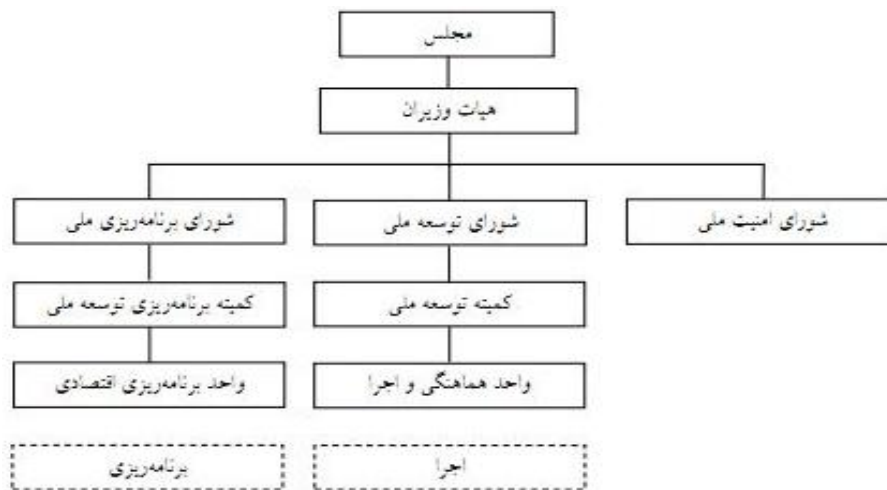 مجلس
هیات وزیران
شورای امنیت ملی
شورای توسعه ملی
شورای برنامه‌ریزی ملی
کمیته توسعه ملی
کمیته برنامه‌ریزی توسعه ملی
واحد هماهنگی و اجرا
واحد برنامه‌ریزی اقتصادی
اجرا
برنامه‌ریزی